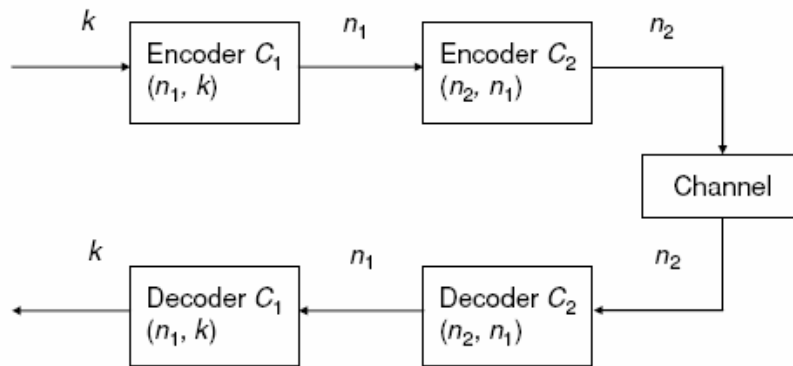 k
n₁
n₂
Encoder C₁
(n₁, k)
Encoder C₂
(n₂, n₁)
Channel
k
n₁
n₂
Decoder C₁
(n₁, k)
Decoder C₂
(n₂, n₁)